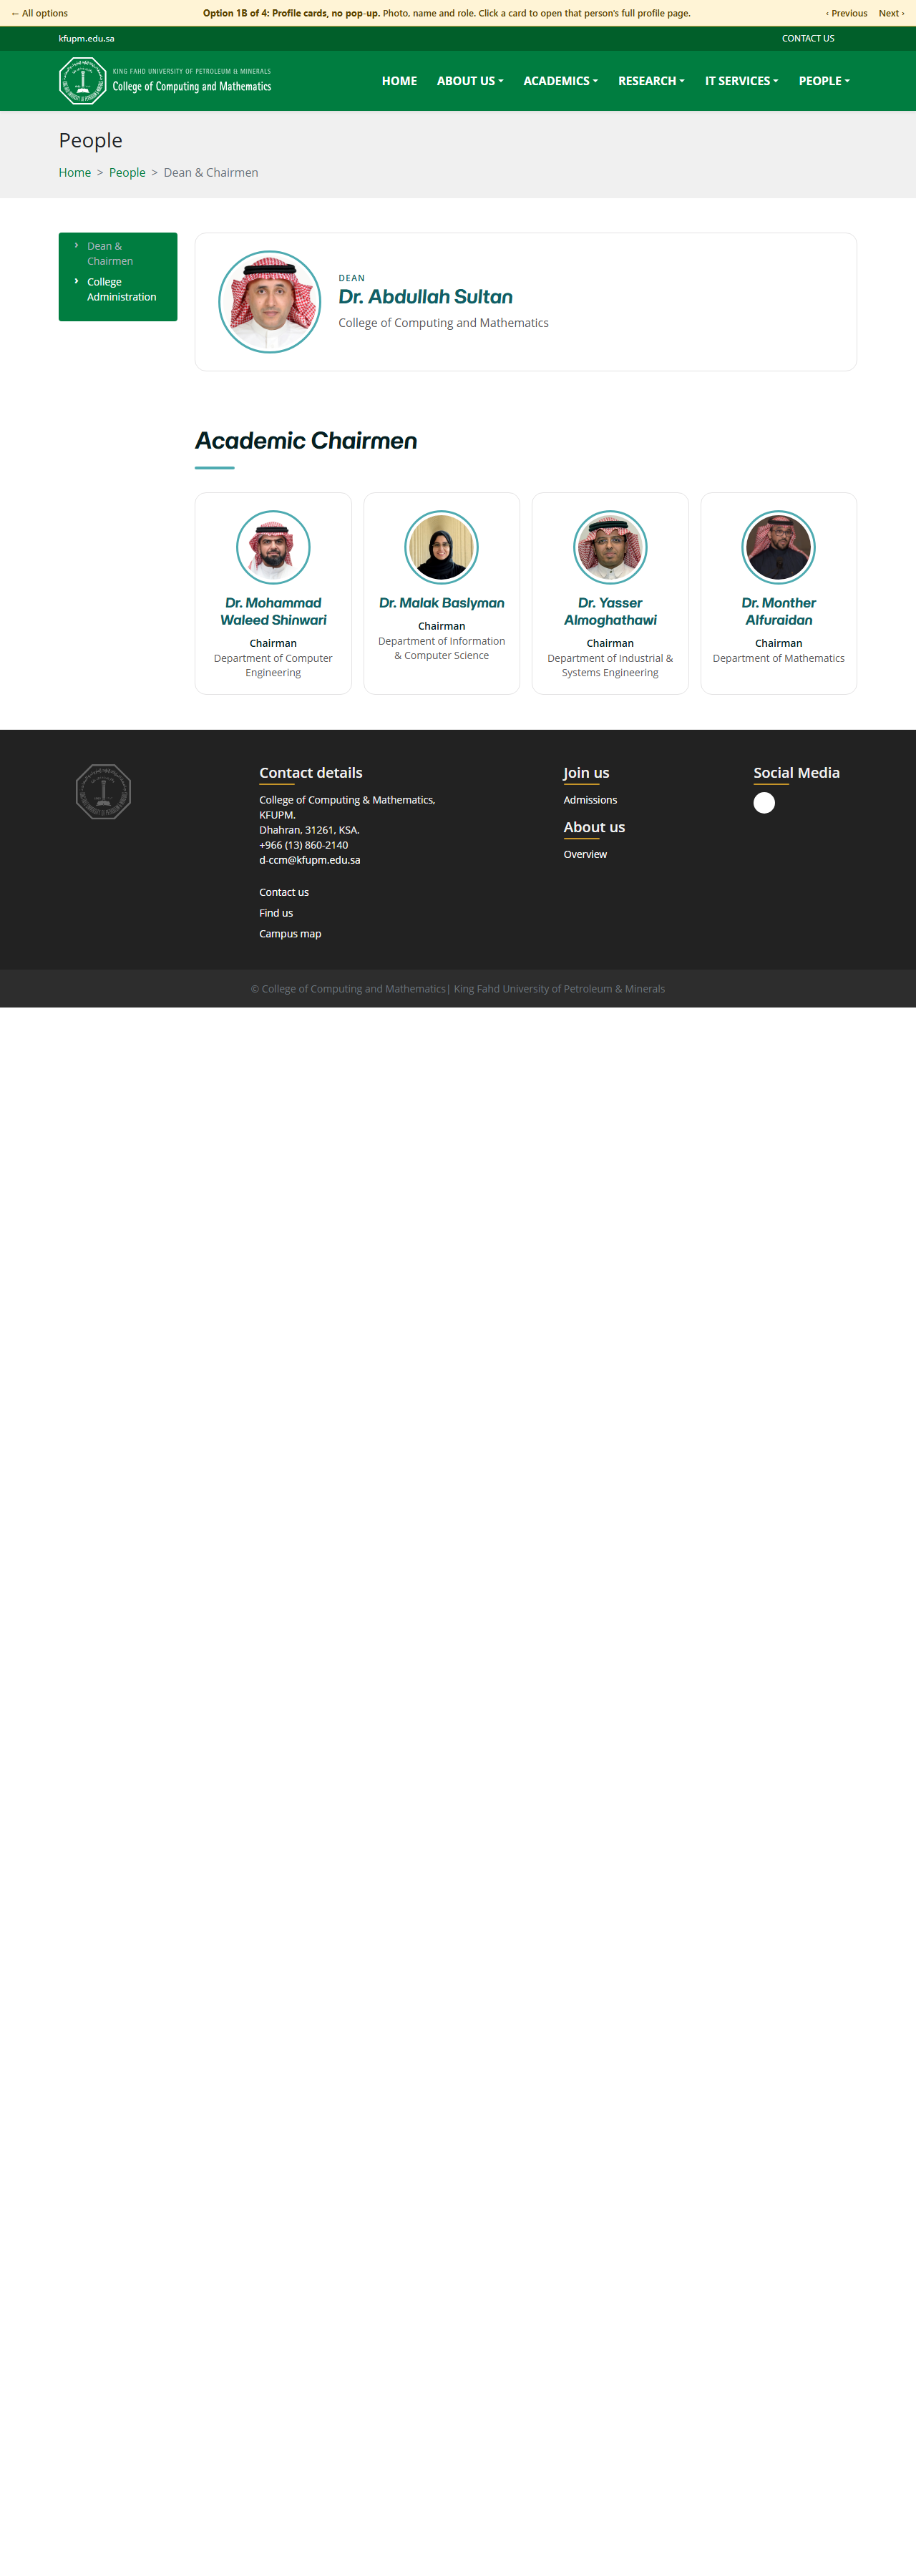 ← All options
Option 1B of 4: Profile cards, no pop-up. Photo, name and role. Click a card to open that person's full profile page.
‹ Previous
Next ›
kfupm.edu.sa
CONTACT US
KING FAHD UNIVERSITY OF PETROLEUM & MINERALS
College of Computing and Mathematics
HOME
ABOUT US
ACADEMICS
RESEARCH
IT SERVICES
PEOPLE
People
Home > People > Dean & Chairmen
› Dean &
Chairmen
› College
Administration
DEAN
Dr. Abdullah Sultan
College of Computing and Mathematics
Academic Chairmen
Dr. Mohammad
Waleed Shinwari
Chairman
Department of Computer
Engineering
Dr. Malak Baslyman
Chairman
Department of Information
& Computer Science
Dr. Yasser
Almoghathawi
Chairman
Department of Industrial &
Systems Engineering
Dr. Monther
Alfuraidan
Chairman
Department of Mathematics
Contact details
College of Computing & Mathematics,
KFUPM.
Dhahran, 31261, KSA.
+966 (13) 860-2140
d-ccm@kfupm.edu.sa
Contact us
Find us
Campus map
Join us
Admissions
About us
Overview
Social Media
© College of Computing and Mathematics| King Fahd University of Petroleum & Minerals